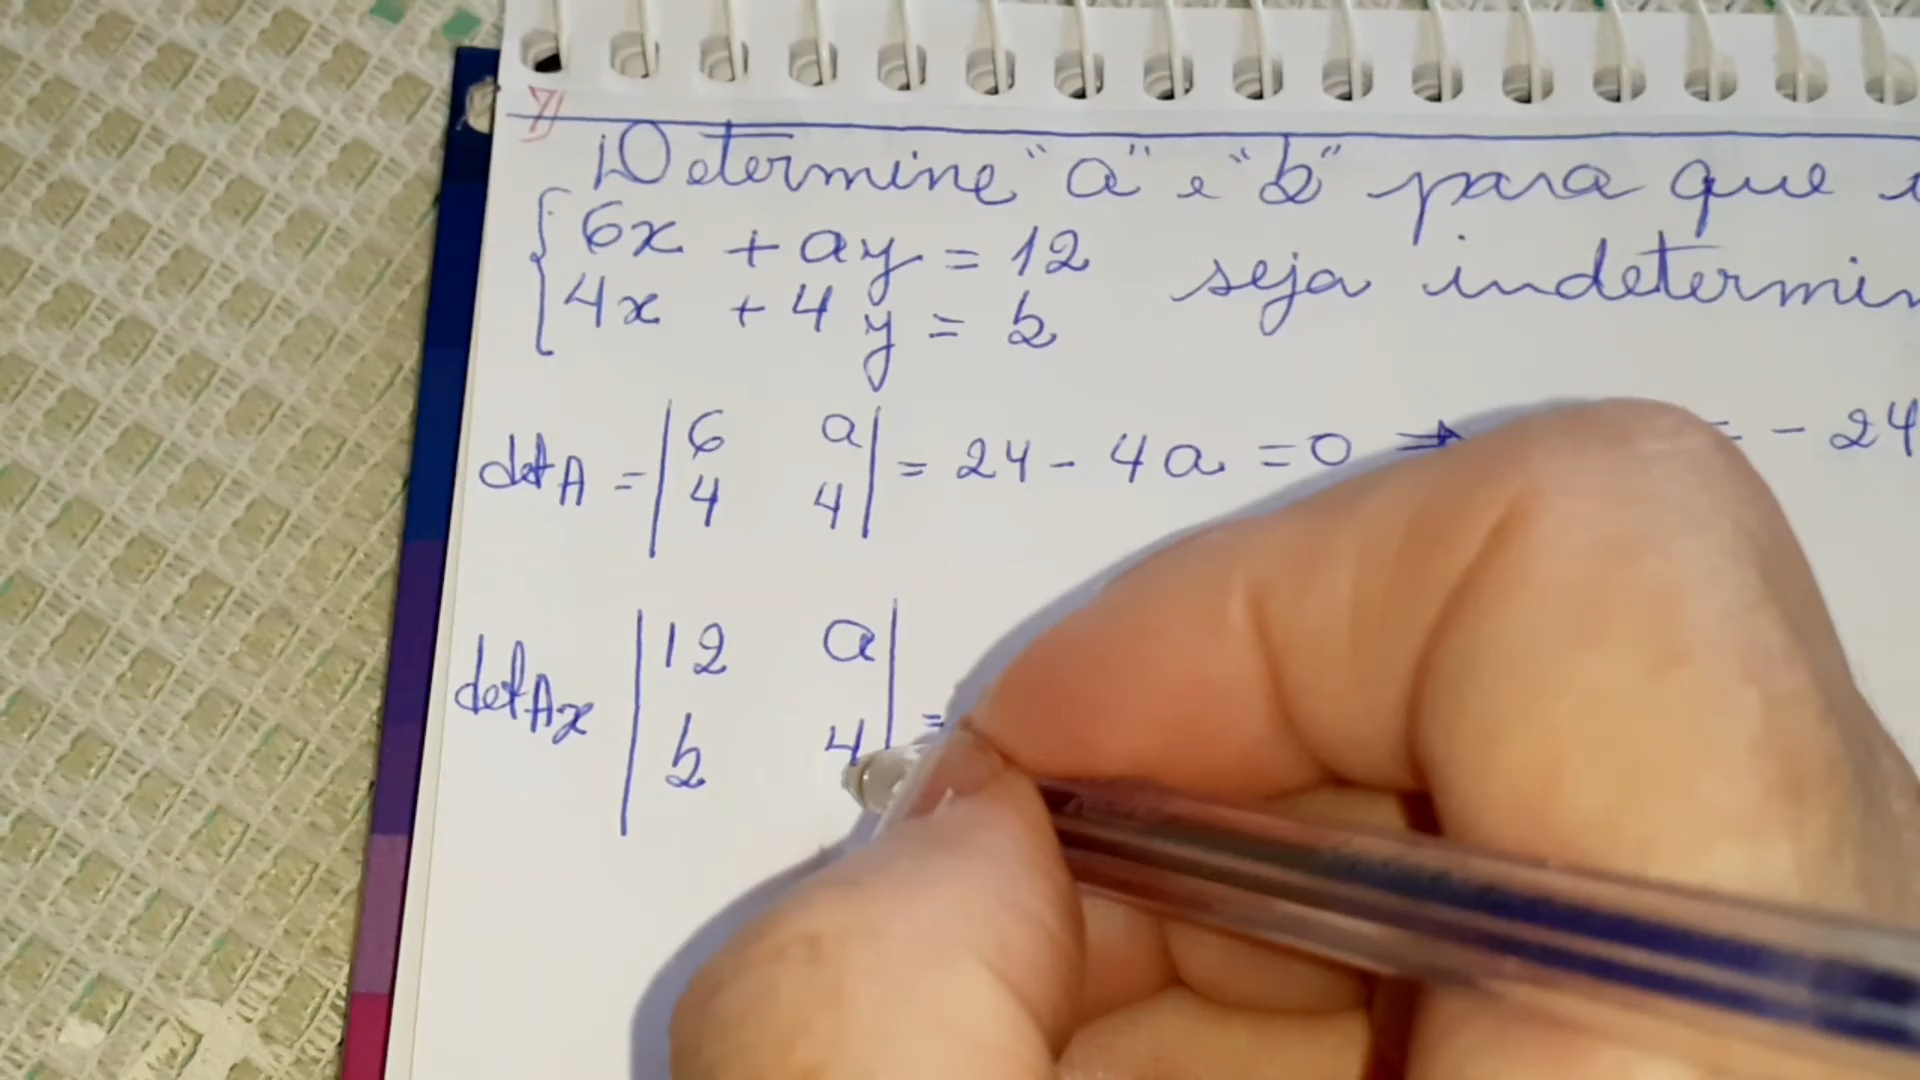 7)
Determine "a" e "b" para que
6x + ay = 12 seja
4x + 4y = b
det A = | 6 a | = 24 - 4a = 0 ⇒ = - 24
| 4 4 |
det Ax | 12 a | =
| b 4 |